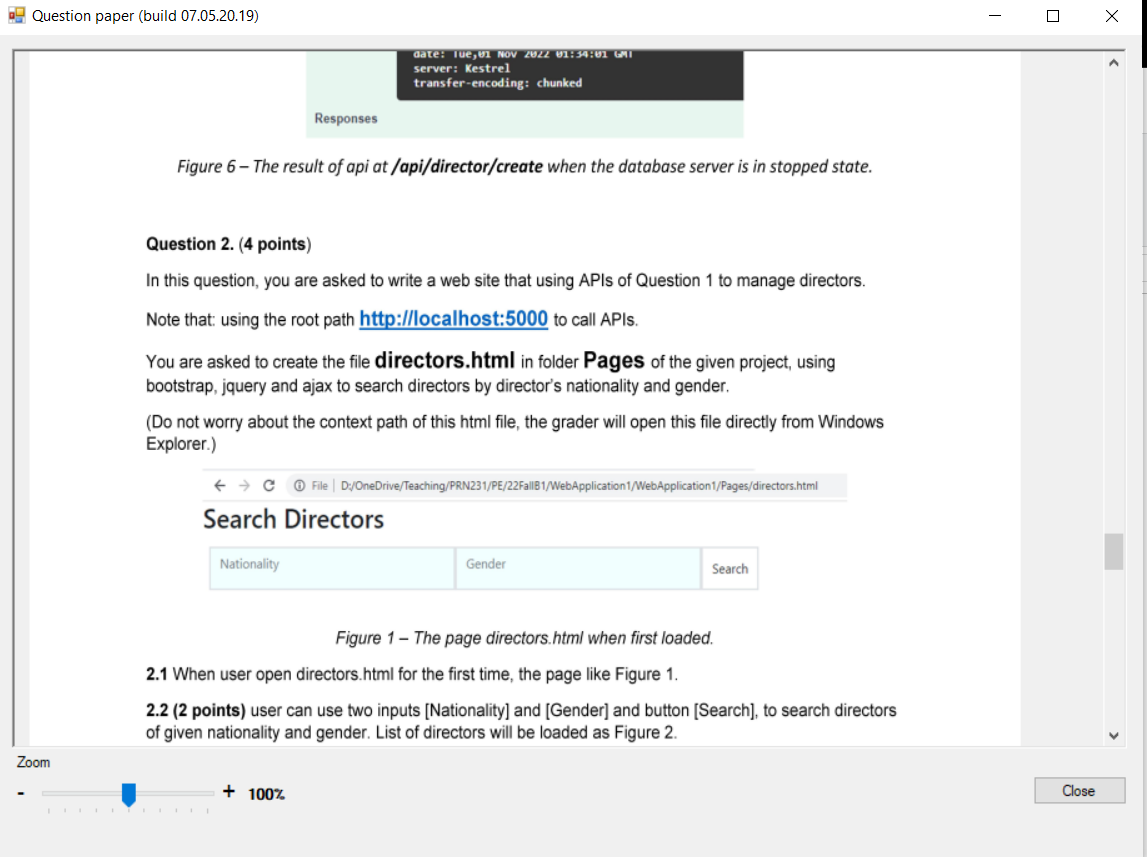 Question paper (build 07.05.20.19)
date: Tue,01 Nov 2022 01:34:01 GMT
server: Kestrel
transfer-encoding: chunked
Responses
Figure 6 – The result of api at /api/director/create when the database server is in stopped state.
Question 2. (4 points)
In this question, you are asked to write a web site that using APIs of Question 1 to manage directors.
Note that: using the root path http://localhost:5000 to call APIs.
You are asked to create the file directors.html in folder Pages of the given project, using
bootstrap, jquery and ajax to search directors by director's nationality and gender.
(Do not worry about the context path of this html file, the grader will open this file directly from Windows
Explorer.)
File | D:/OneDrive/Teaching/PRN231/PE/22FallB1/WebApplication1/WebApplication1/Pages/directors.html
Search Directors
Nationality Gender Search
Figure 1 – The page directors.html when first loaded.
2.1 When user open directors.html for the first time, the page like Figure 1.
2.2 (2 points) user can use two inputs [Nationality] and [Gender] and button [Search], to search directors
of given nationality and gender. List of directors will be loaded as Figure 2.
Zoom
- + 100%
Close